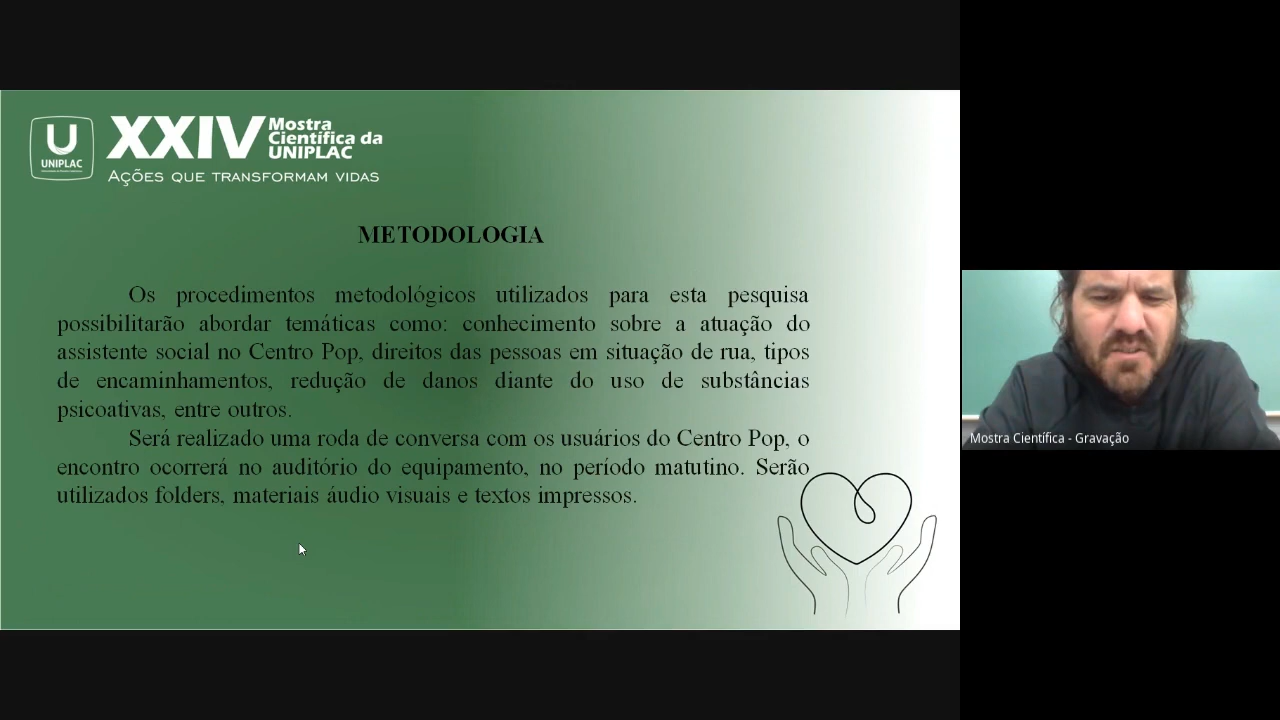 U
UNIPLAC
XXIV Mostra
Científica da
UNIPLAC
AÇÕES QUE TRANSFORMAM VIDAS
METODOLOGIA
Os procedimentos metodológicos utilizados para esta pesquisa
possibilitarão abordar temáticas como: conhecimento sobre a atuação do
assistente social no Centro Pop, direitos das pessoas em situação de rua, tipos
de encaminhamentos, redução de danos diante do uso de substâncias
psicoativas, entre outros.
Será realizado uma roda de conversa com os usuários do Centro Pop, o
encontro ocorrerá no auditório do equipamento, no período matutino. Serão
utilizados folders, materiais áudio visuais e textos impressos.
Mostra Científica - Gravação